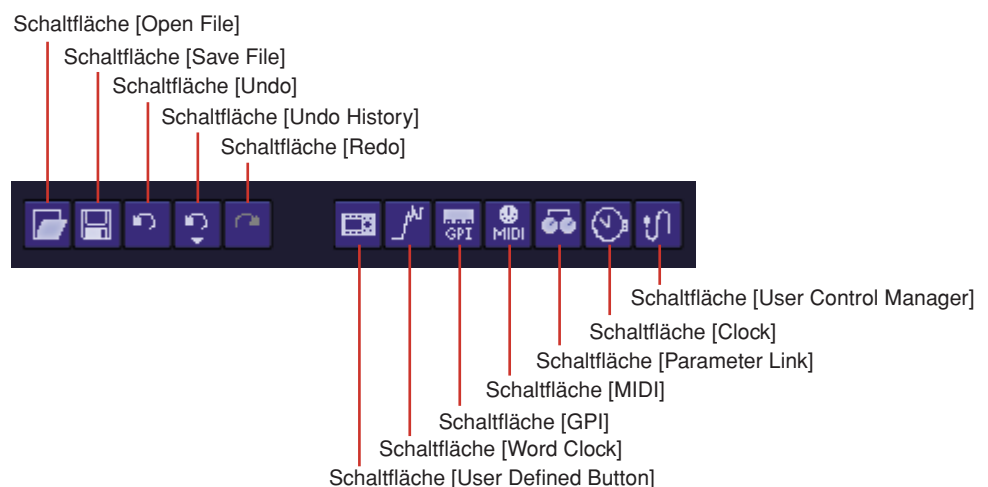 Schaltfläche [Open File]
Schaltfläche [Save File]
Schaltfläche [Undo]
Schaltfläche [Undo History]
Schaltfläche [Redo]
GPI
MIDI
Schaltfläche [User Control Manager]
Schaltfläche [Clock]
Schaltfläche [Parameter Link]
Schaltfläche [MIDI]
Schaltfläche [GPI]
Schaltfläche [Word Clock]
Schaltfläche [User Defined Button]